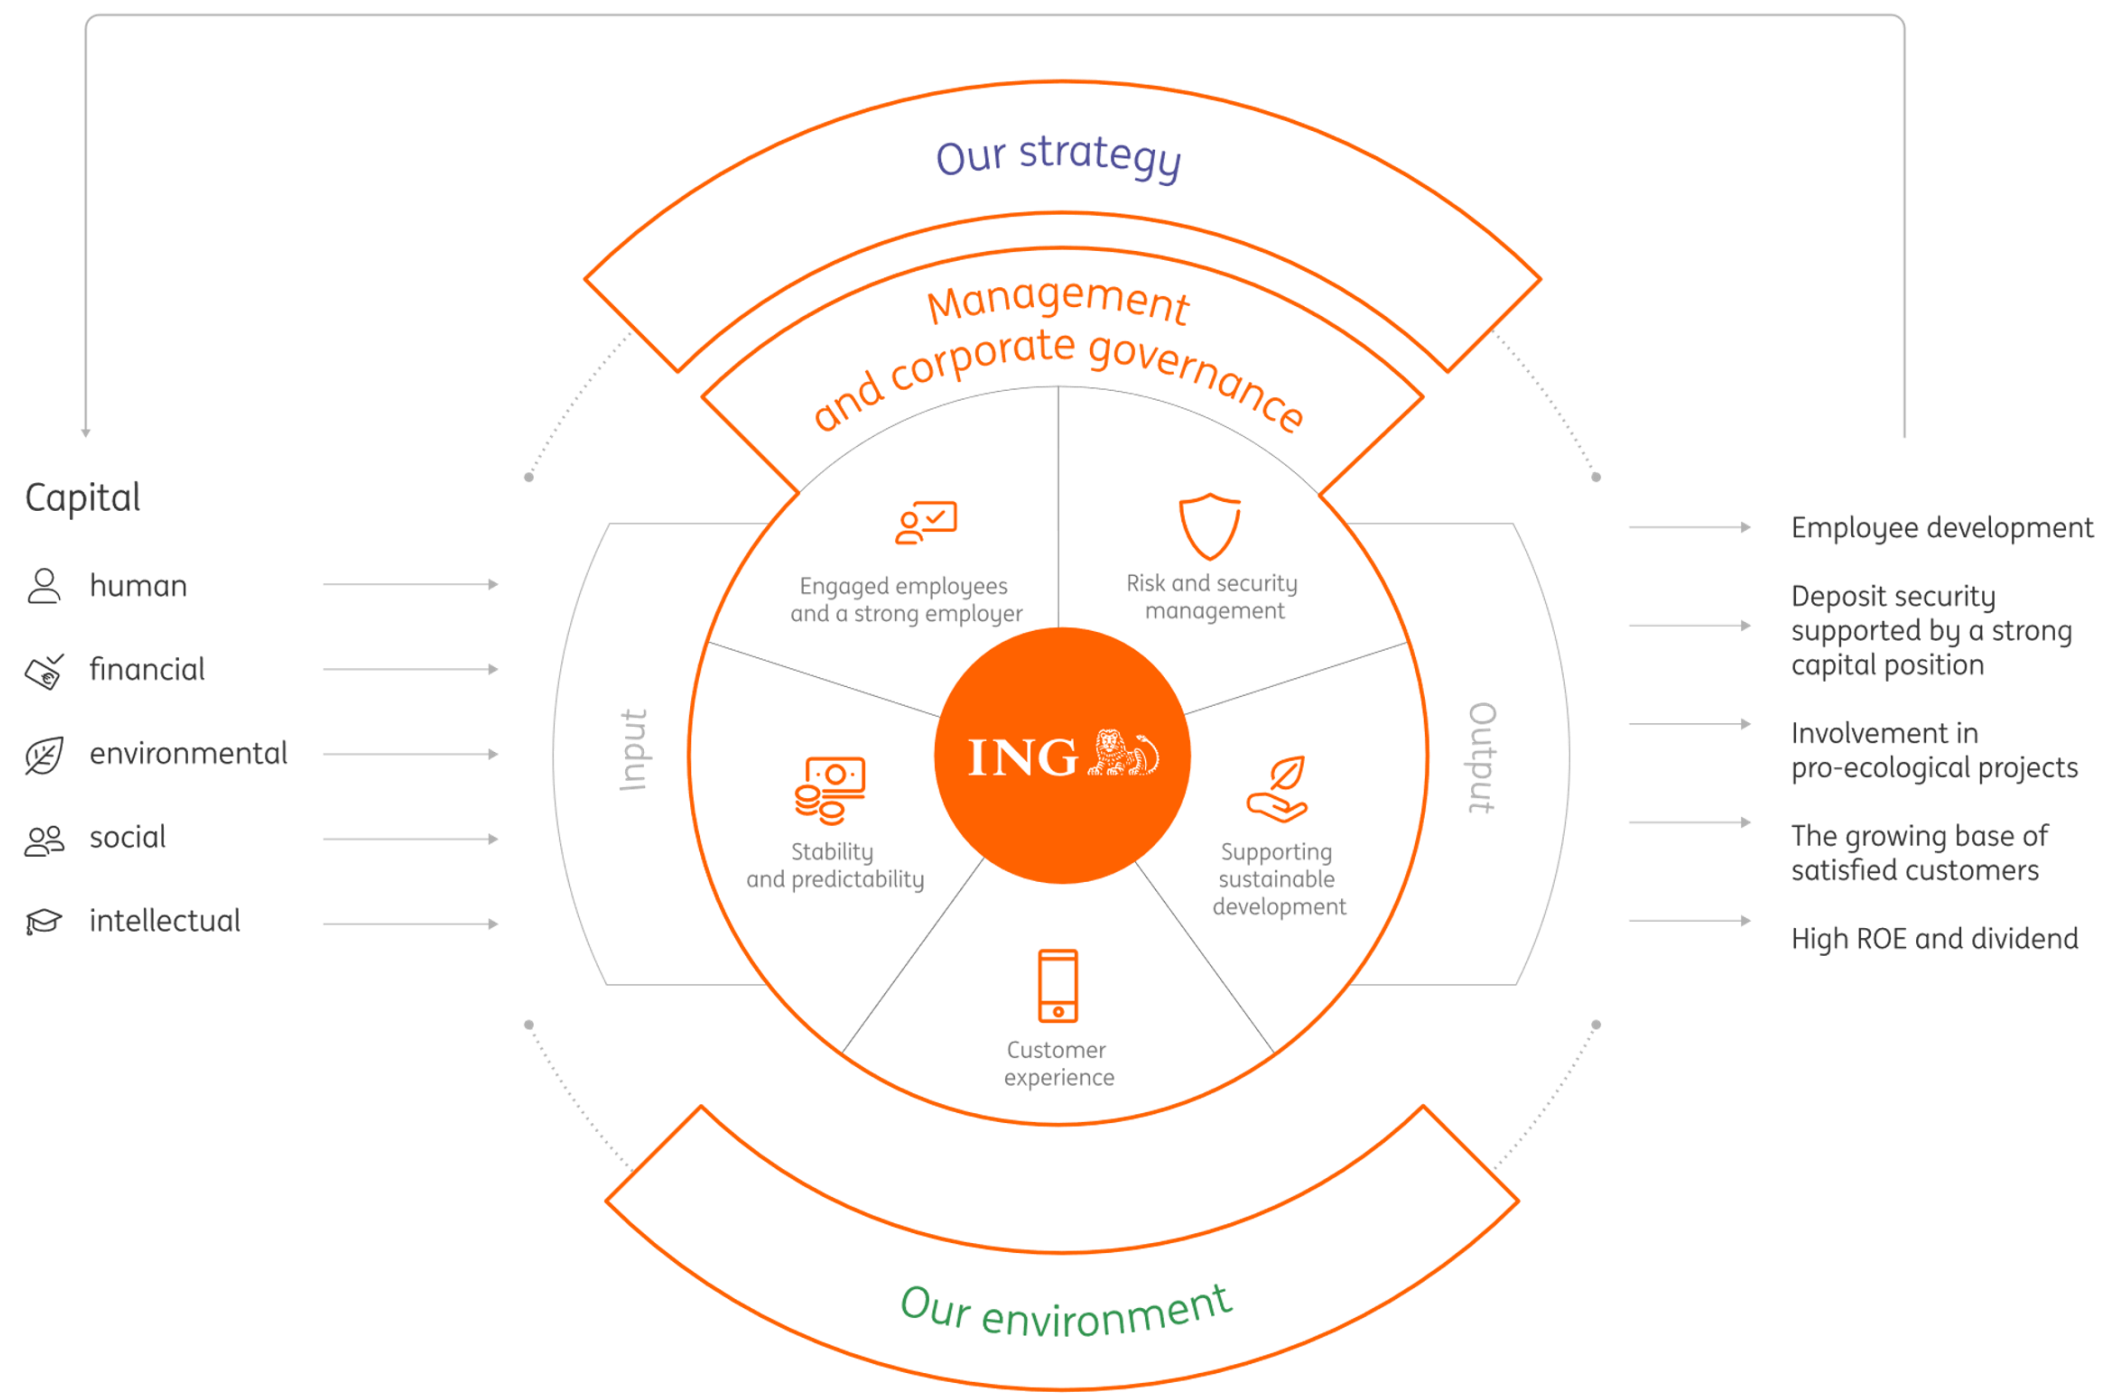 Our strategy
Management
and corporate governance
Capital
human
financial
environmental
social
intellectual
Input
Engaged employees
and a strong employer
Risk and security
management
ING
Stability
and predictability
Supporting
sustainable
development
Customer
experience
Output
Employee development
Deposit security
supported by a strong
capital position
Involvement in
pro-ecological projects
The growing base of
satisfied customers
High ROE and dividend
Our environment